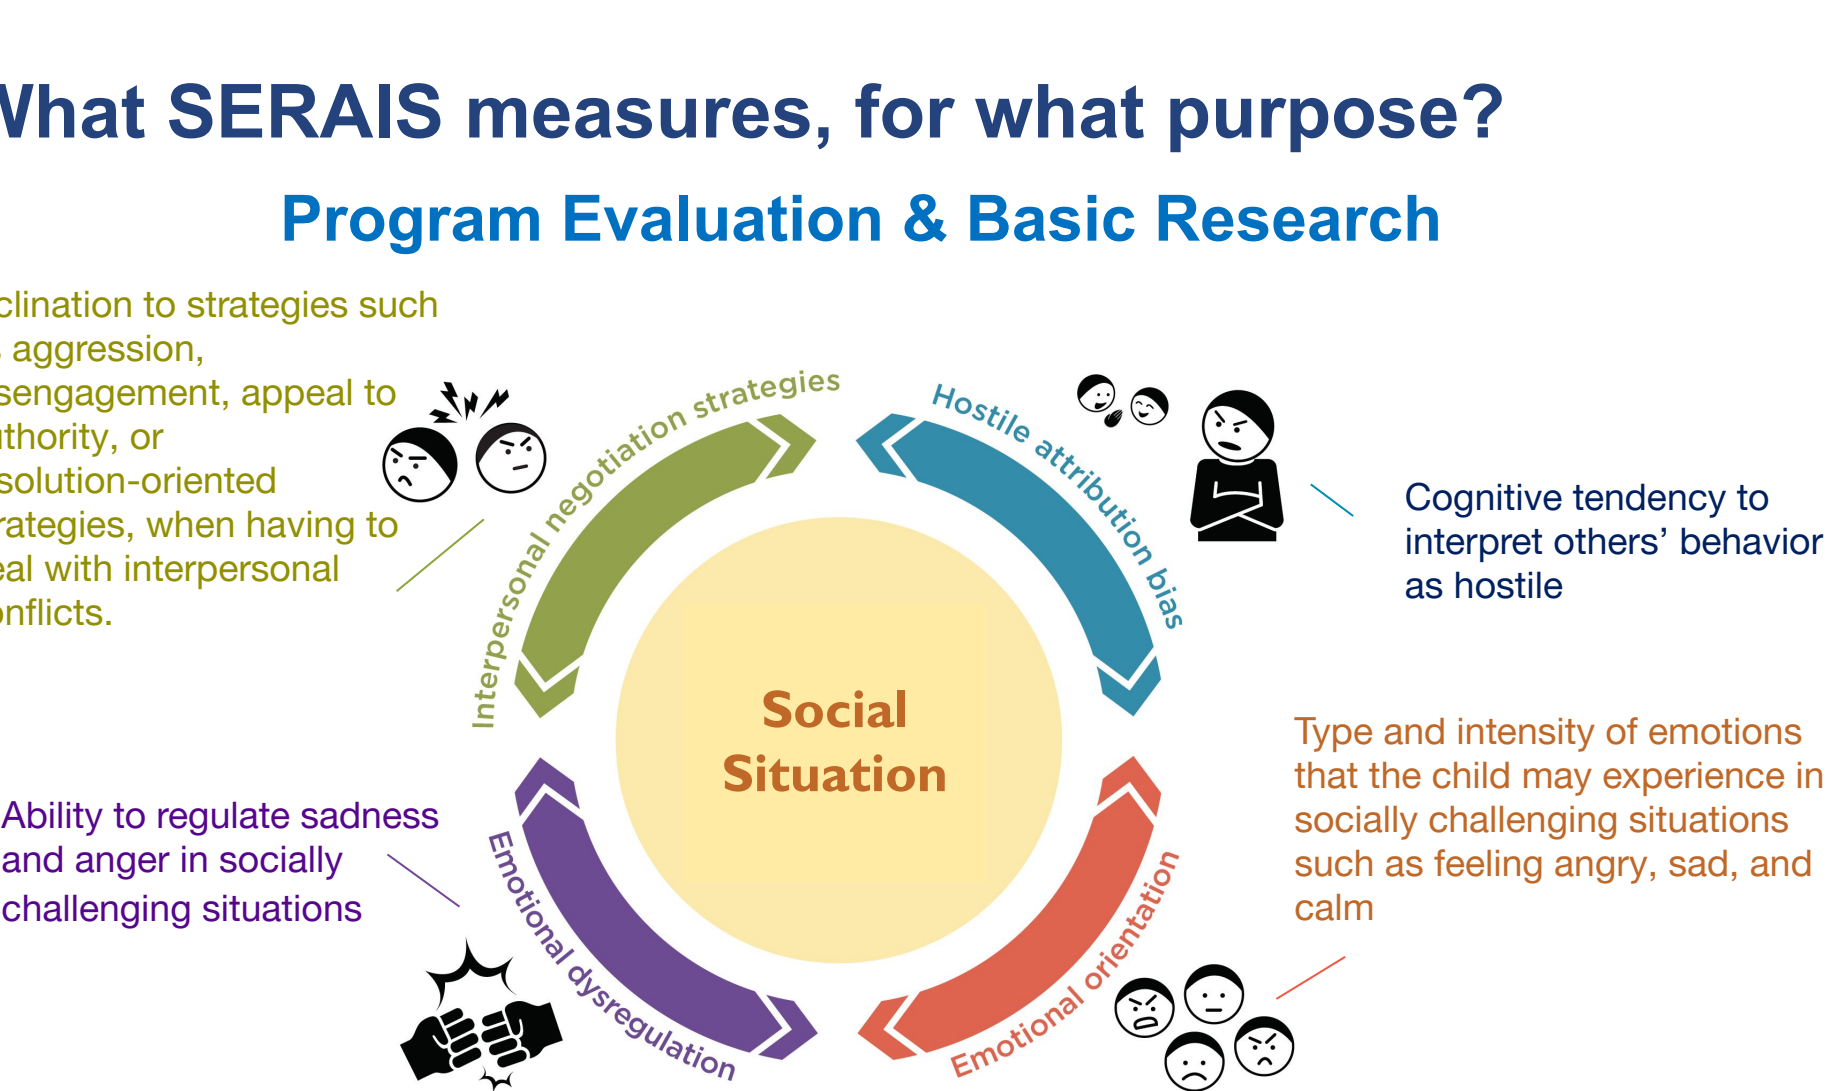 What SERAIS measures, for what purpose?
Program Evaluation & Basic Research
clination to strategies such
s aggression,
sengagement, appeal to
uthority, or
solution-oriented
rategies, when having to
eal with interpersonal
onflicts.
Interpersonal negotiation strategies
Hostile attribution bias
Cognitive tendency to
interpret others’ behavior
as hostile
Social
Situation
Ability to regulate sadness
and anger in socially
challenging situations
Emotional dysregulation
Emotional orientation
Type and intensity of emotions
that the child may experience in
socially challenging situations
such as feeling angry, sad, and
calm